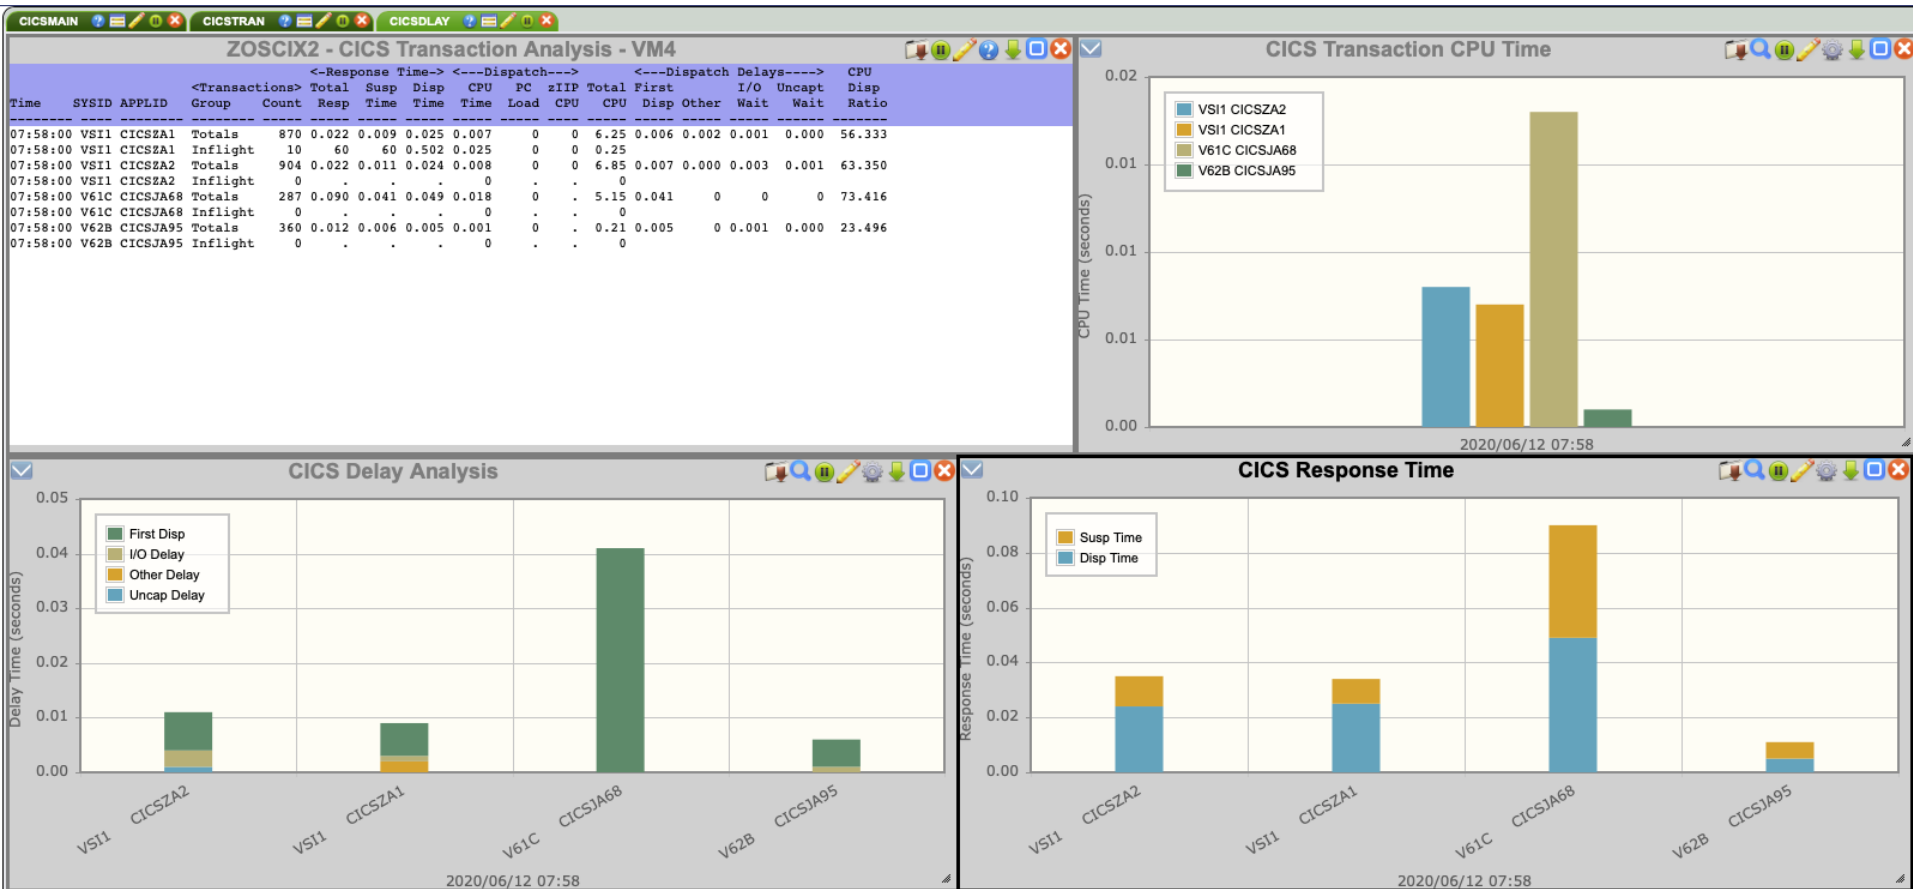 CICSMAIN
CICSTRAN
CICSDLAY
ZOSCIX2 - CICS Transaction Analysis - VM4
<-Response Time-> <---Dispatch---> <---Dispatch Delays----> CPU
<Transactions> Total Susp Disp CPU PC zIIP Total First I/O Uncapt Disp
Time SYSID APPLID Group Count Resp Time Time Time Load CPU CPU Disp Other Wait Wait Ratio
-------- ----- -------- -------- ----- ----- ----- ----- ----- ---- ---- ----- ----- ----- ----- ------ -------
07:58:00 VSI1 CICSZA1 Totals 870 0.022 0.009 0.025 0.007 0 0 6.25 0.006 0.002 0.001 0.000 56.333
07:58:00 VSI1 CICSZA1 Inflight 10 60 60 0.502 0.025 0 0 0.25
07:58:00 VSI1 CICSZA2 Totals 904 0.022 0.011 0.024 0.008 0 0 6.85 0.007 0.000 0.003 0.001 63.350
07:58:00 VSI1 CICSZA2 Inflight 0 . . . 0 . . 0
07:58:00 V61C CICSJA68 Totals 287 0.090 0.041 0.049 0.018 0 . 5.15 0.041 0 0 0 73.416
07:58:00 V61C CICSJA68 Inflight 0 . . . 0 . . 0
07:58:00 V62B CICSJA95 Totals 360 0.012 0.006 0.005 0.001 0 . 0.21 0.005 0 0.001 0.000 23.496
07:58:00 V62B CICSJA95 Inflight 0 . . . 0 . . 0
CICS Transaction CPU Time
0.02
0.01
0.01
0.01
0.00
CPU Time (seconds)
VSI1 CICSZA2
VSI1 CICSZA1
V61C CICSJA68
V62B CICSJA95
2020/06/12 07:58
CICS Delay Analysis
0.05
0.04
0.03
0.02
0.01
0.00
Delay Time (seconds)
First Disp
I/O Delay
Other Delay
Uncap Delay
VSI1 CICSZA2
VSI1 CICSZA1
V61C CICSJA68
V62B CICSJA95
2020/06/12 07:58
CICS Response Time
0.10
0.08
0.06
0.04
0.02
0.00
Response Time (seconds)
Susp Time
Disp Time
VSI1 CICSZA2
VSI1 CICSZA1
V61C CICSJA68
V62B CICSJA95
2020/06/12 07:58